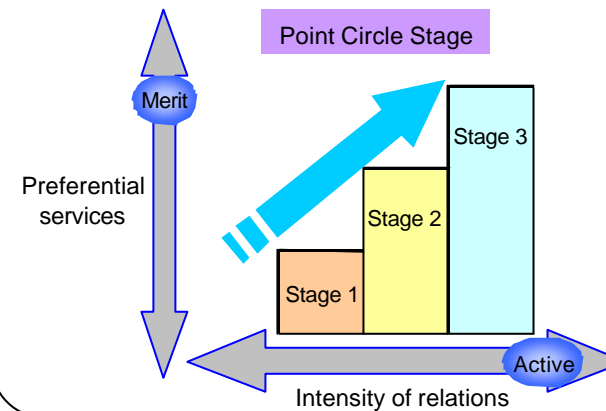 Point Circle Stage
Merit
Preferential
services
Stage 3
Stage 2
Stage 1
Active
Intensity of relations